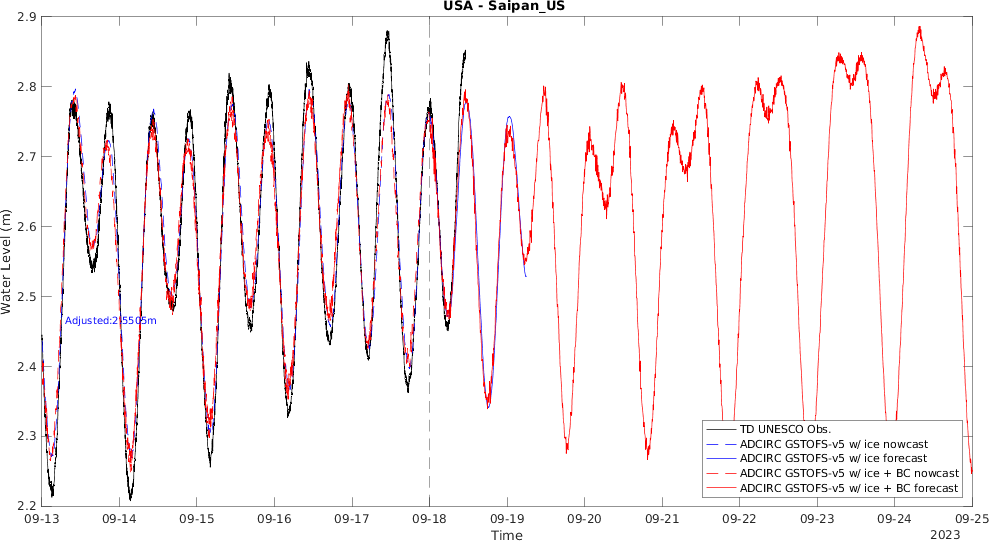 USA - Saipan_US
2.9
2.8
2.7
2.6
2.5
2.4
2.3
2.2
Water Level (m)
Adjusted:2.5505m
TD UNESCO Obs.
ADCIRC GSTOFS-v5 w/ ice nowcast
ADCIRC GSTOFS-v5 w/ ice forecast
ADCIRC GSTOFS-v5 w/ ice + BC nowcast
ADCIRC GSTOFS-v5 w/ ice + BC forecast
09-13 09-14 09-15 09-16 09-17 09-18 09-19 09-20 09-21 09-22 09-23 09-24 09-25
Time
2023